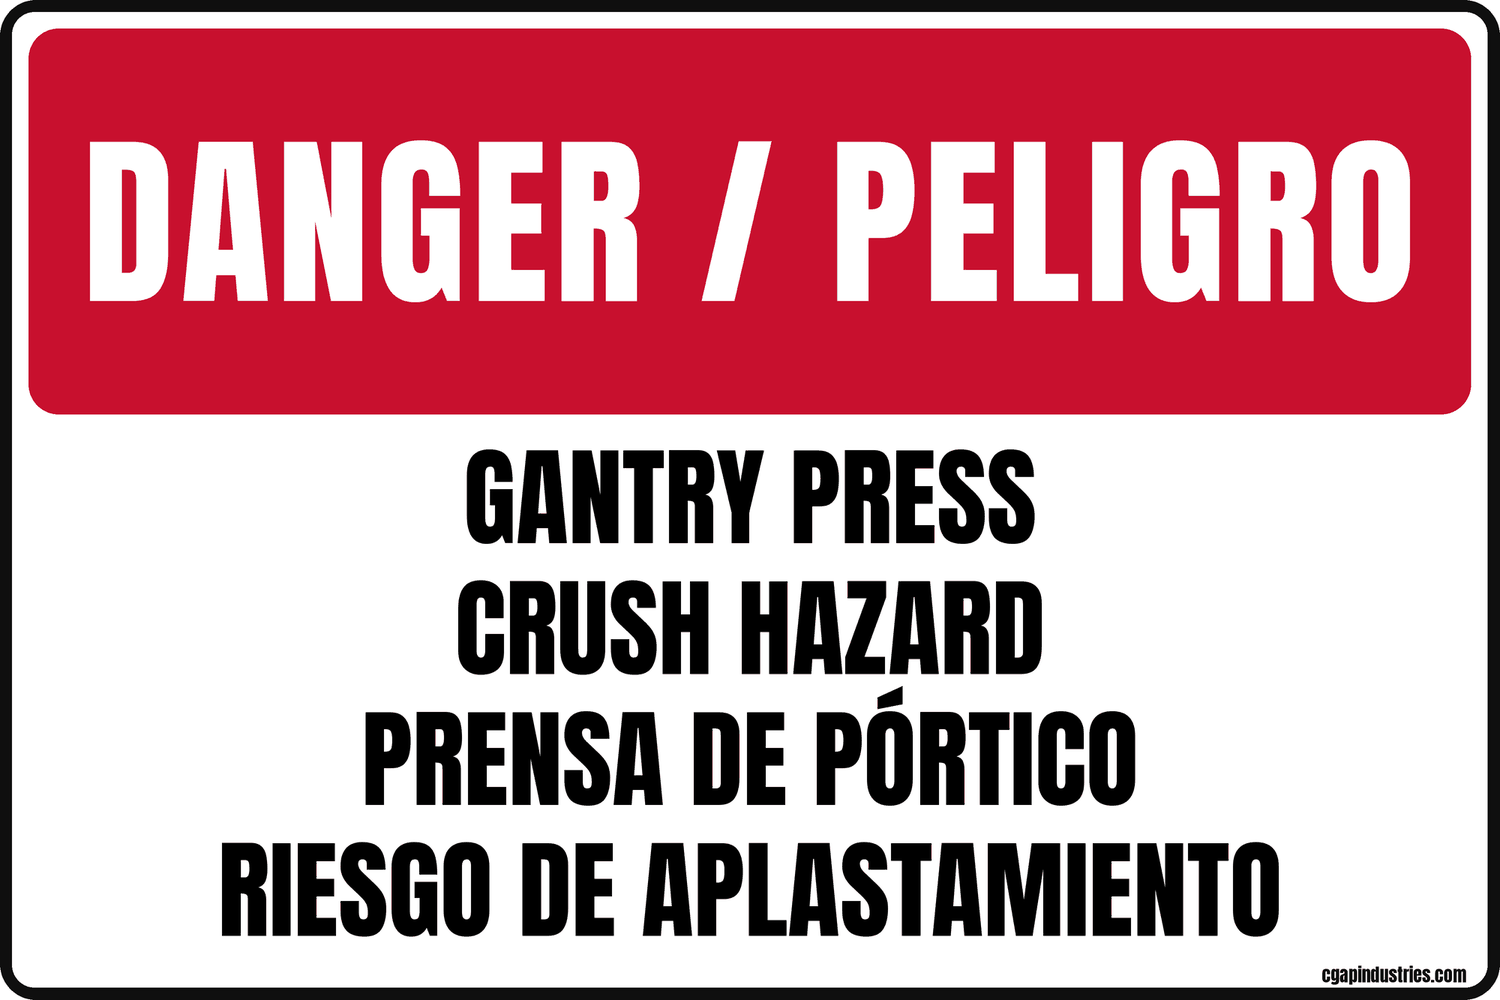 DANGER / PELIGRO
GANTRY PRESS
CRUSH HAZARD
PRENSA DE PÓRTICO
RIESGO DE APLASTAMIENTO
cgapindustries.com